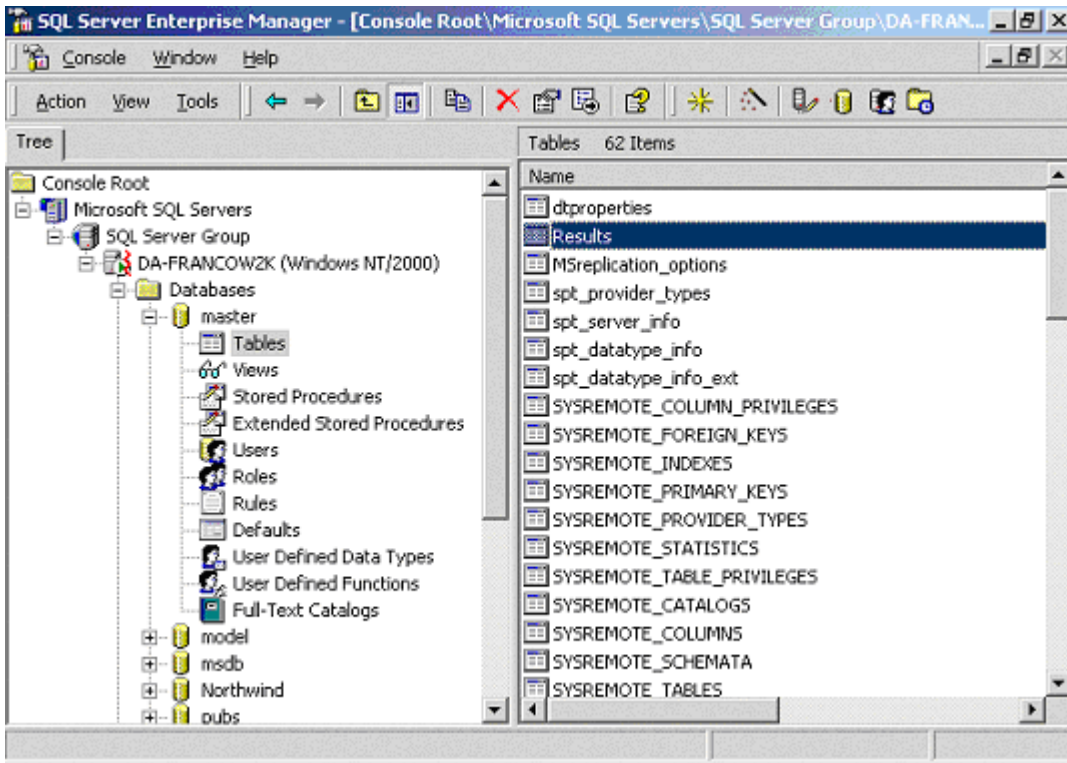 SQL Server Enterprise Manager - [Console Root\Microsoft SQL Servers\SQL Server Group\DA-FRAN...
Console Window Help
Action View Tools
Tree
Console Root
Microsoft SQL Servers
SQL Server Group
DA-FRANCOW2K (Windows NT/2000)
Databases
master
Tables
Views
Stored Procedures
Extended Stored Procedures
Users
Roles
Rules
Defaults
User Defined Data Types
User Defined Functions
Full-Text Catalogs
model
msdb
Northwind
pubs
Tables 62 Items
Name
dtproperties
Results
MSreplication_options
spt_provider_types
spt_server_info
spt_datatype_info
spt_datatype_info_ext
SYSREMOTE_COLUMN_PRIVILEGES
SYSREMOTE_FOREIGN_KEYS
SYSREMOTE_INDEXES
SYSREMOTE_PRIMARY_KEYS
SYSREMOTE_PROVIDER_TYPES
SYSREMOTE_STATISTICS
SYSREMOTE_TABLE_PRIVILEGES
SYSREMOTE_CATALOGS
SYSREMOTE_COLUMNS
SYSREMOTE_SCHEMATA
SYSREMOTE_TABLES